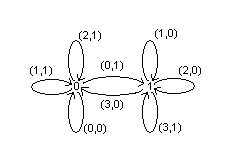 (2,1) (1,0)
(0,1)
(1,1) 0 1 (2,0)
(3,0)
(0,0) (3,1)